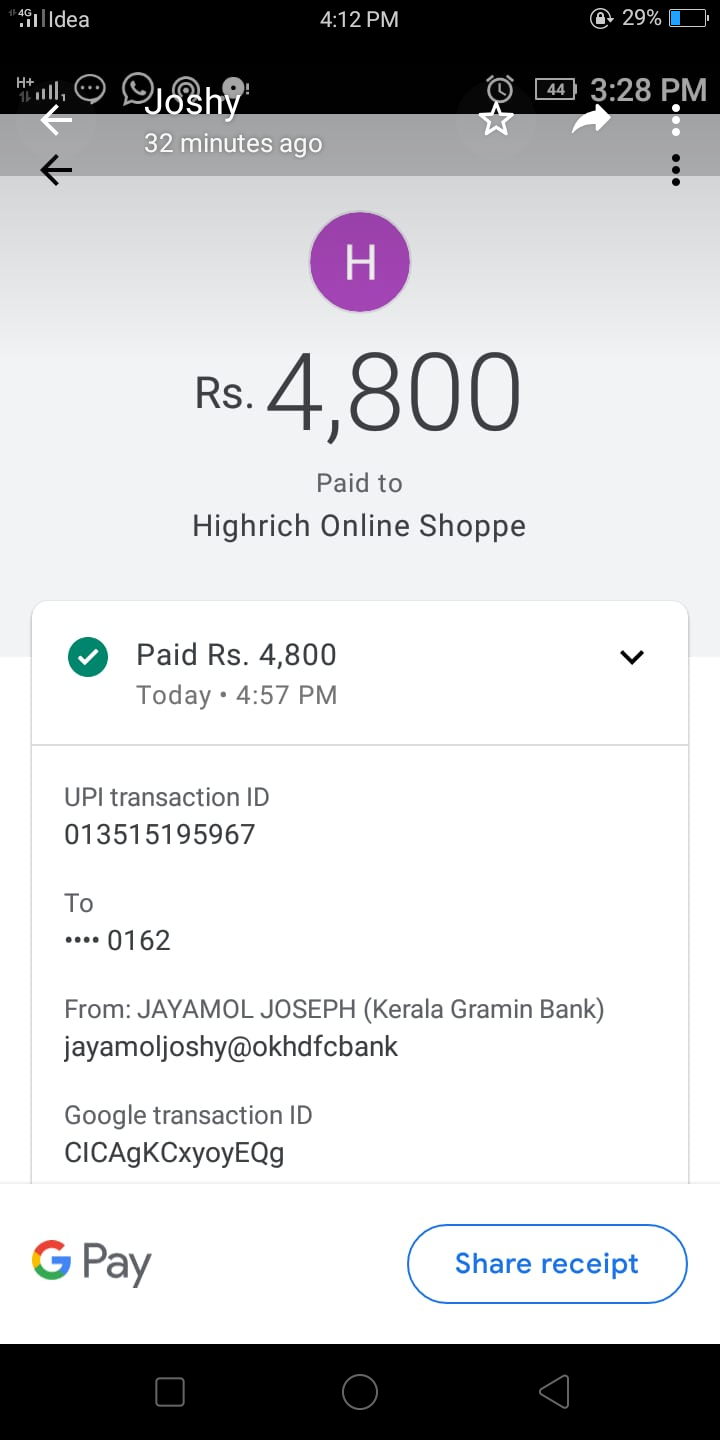 4G Idea 4:12 PM 29%
H+ 44 3:28 PM
Joshy
32 minutes ago
H
Rs. 4,800
Paid to
Highrich Online Shoppe
Paid Rs. 4,800
Today • 4:57 PM
UPI transaction ID
013515195967
To
•••• 0162
From: JAYAMOL JOSEPH (Kerala Gramin Bank)
jayamoljoshy@okhdfcbank
Google transaction ID
CICAgKCxyoyEQg
G Pay
Share receipt